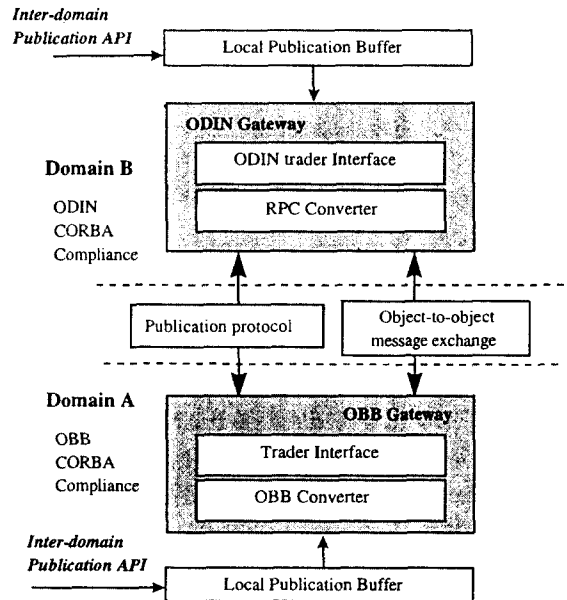 Inter-domain
Publication API
Local Publication Buffer
ODIN Gateway
ODIN trader Interface
RPC Converter
Domain B
ODIN
CORBA
Compliance
Publication protocol
Object-to-object
message exchange
Domain A
OBB
CORBA
Compliance
OBB Gateway
Trader Interface
OBB Converter
Inter-domain
Publication API
Local Publication Buffer